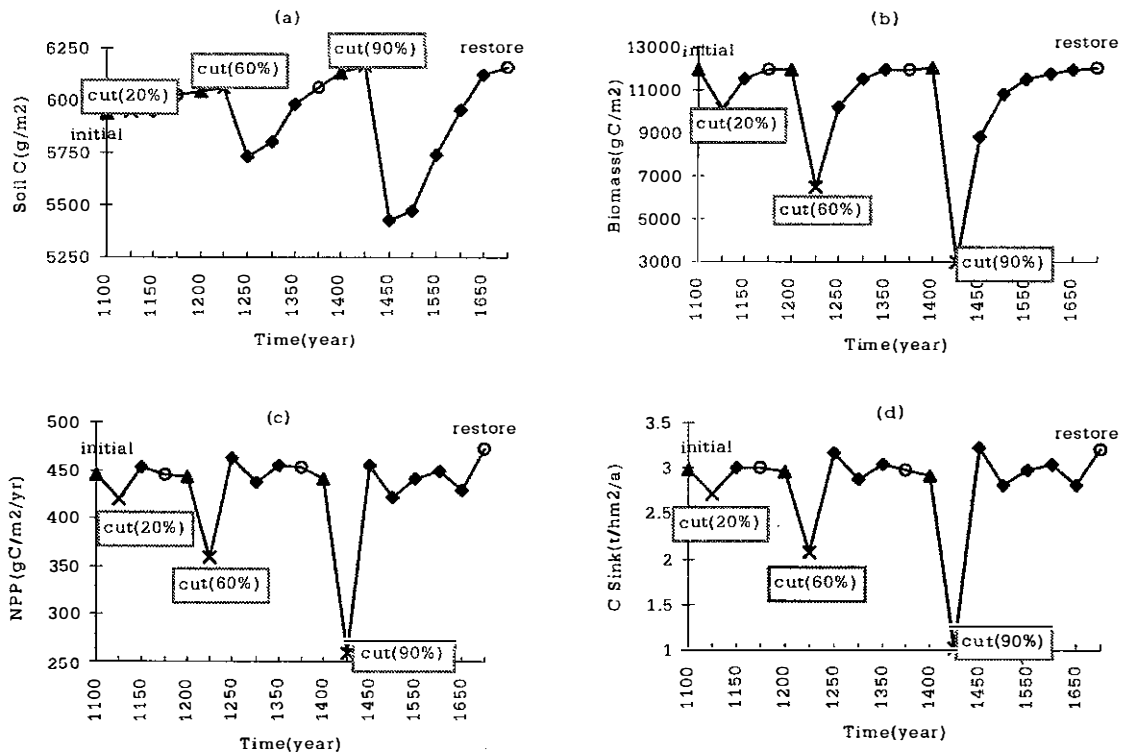 (a)
6250
6000
5750
5500
5250
Soil C(g/m2)
cut(20%)
initial
cut(60%)
cut(90%)
restore
1100
1150
1200
1250
1350
1400
1450
1550
1650
Time(year)
(b)
13000
11000
9000
7000
5000
3000
Biomass(gC/m2)
initial
cut(20%)
cut(60%)
cut(90%)
restore
1100
1150
1200
1250
1350
1400
1450
1550
1650
Time(year)
(c)
500
450
400
350
300
250
NPP(gC/m2/yr)
initial
cut(20%)
cut(60%)
cut(90%)
restore
1100
1150
1200
1250
1350
1400
1450
1550
1650
Time(year)
(d)
3.5
3
2.5
2
1.5
1
C Sink(t/hm2/a)
initial
cut(20%)
cut(60%)
cut(90%)
restore
1100
1150
1200
1250
1350
1400
1450
1550
1650
Time(year)